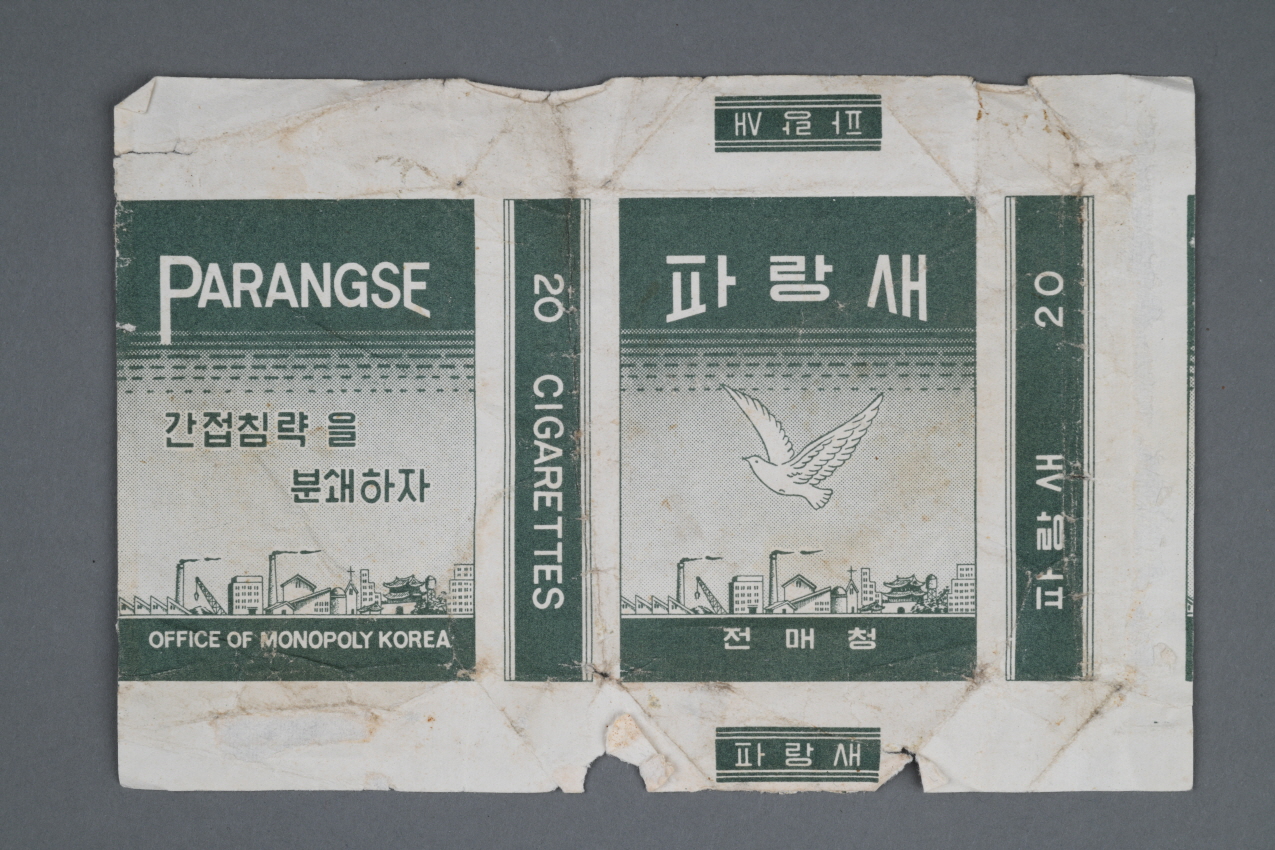 파랑새
PARANGSE
간접침략을
분쇄하자
OFFICE OF MONOPOLY KOREA
20 CIGARETTES
파랑새
전매청
20
파랑새
파랑새